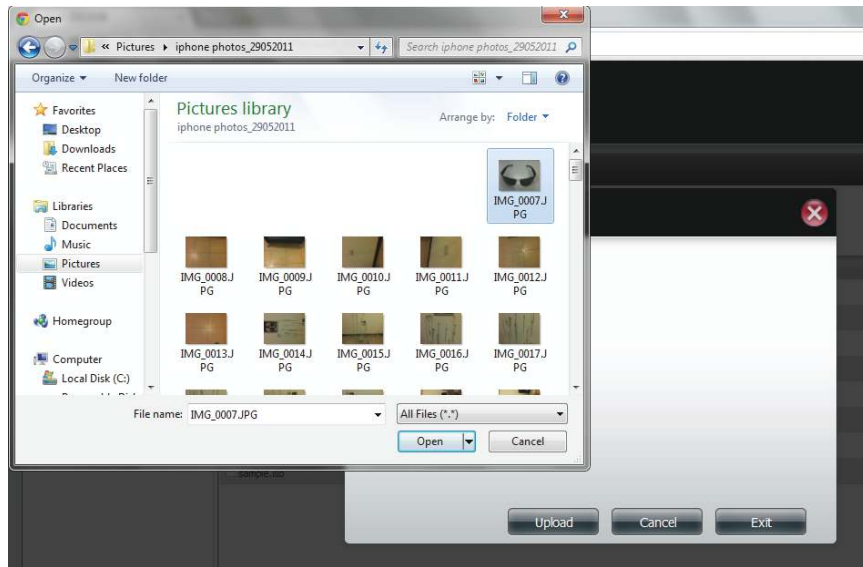 Open
« Pictures ▸ iphone photos_29052011
Search iphone photos_29052011
Organize
New folder
Favorites
Desktop
Downloads
Recent Places
Libraries
Documents
Music
Pictures
Videos
Homegroup
Computer
Local Disk (C:)
Pictures library
iphone photos_29052011
Arrange by: Folder
IMG_0007.J
PG
IMG_0008.J
PG
IMG_0009.J
PG
IMG_0010.J
PG
IMG_0011.J
PG
IMG_0012.J
PG
IMG_0013.J
PG
IMG_0014.J
PG
IMG_0015.J
PG
IMG_0016.J
PG
IMG_0017.J
PG
File name: IMG_0007.JPG
All Files (*.*)
Open
Cancel
sample.iso
Upload
Cancel
Exit